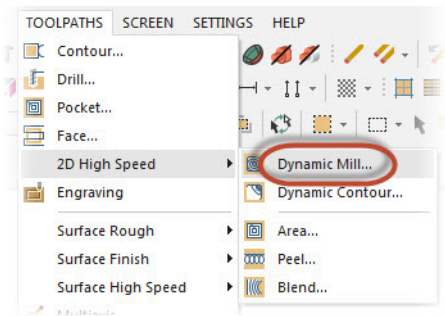 TOOLPATHS SCREEN SETTINGS HELP
Contour...
Drill...
Pocket...
Face...
2D High Speed
Dynamic Mill...
Engraving
Dynamic Contour...
Surface Rough
Area...
Surface Finish
Peel...
Surface High Speed
Blend...
Multiaxis